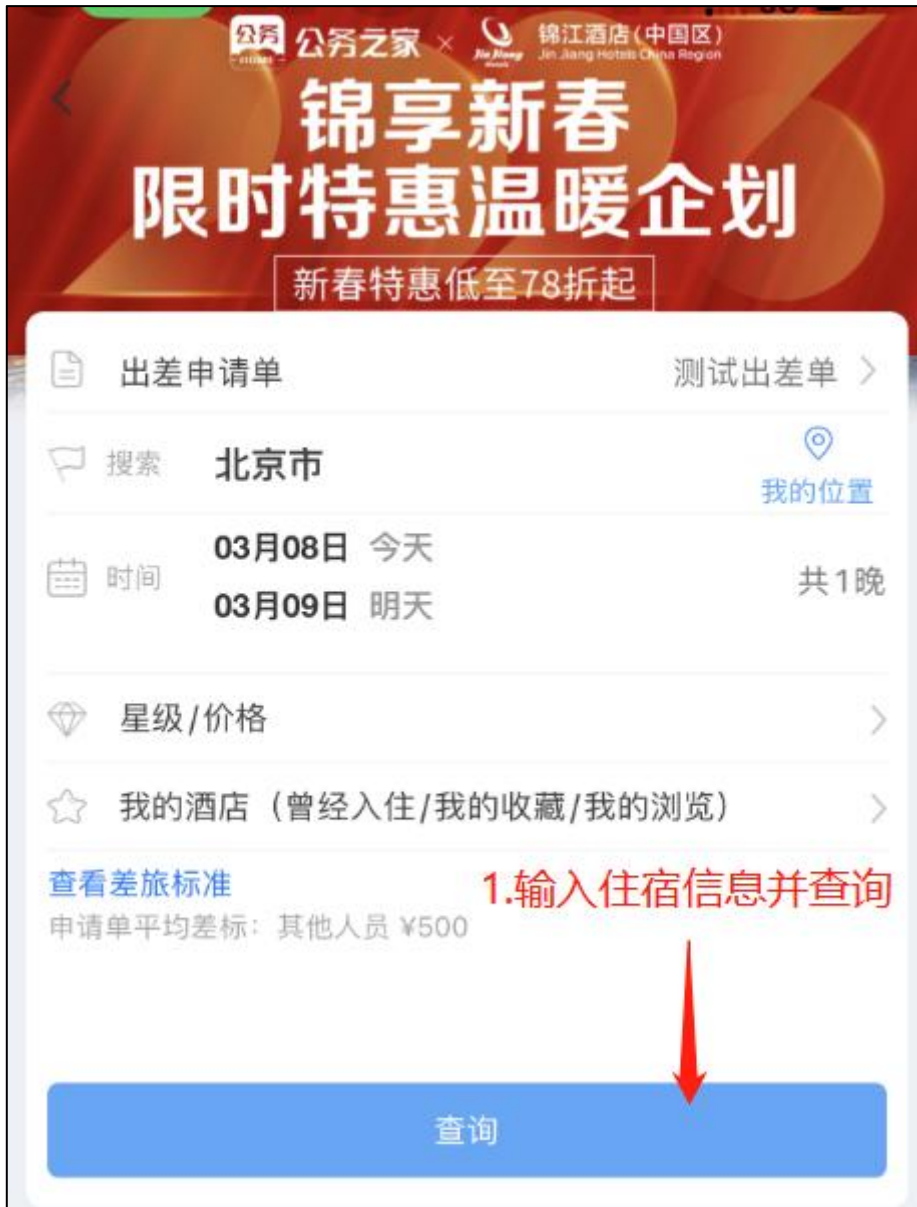 公务 公务之家 × 锦江酒店(中国区)
Jin Jiang Hotels China Region
锦享新春
限时特惠温暖企划
新春特惠低至78折起
出差申请单 测试出差单
搜索 北京市 我的位置
03月08日 今天
时间 共1晚
03月09日 明天
星级/价格
我的酒店（曾经入住/我的收藏/我的浏览）
查看差旅标准
1.输入住宿信息并查询
申请单平均差标：其他人员 ¥500
查询